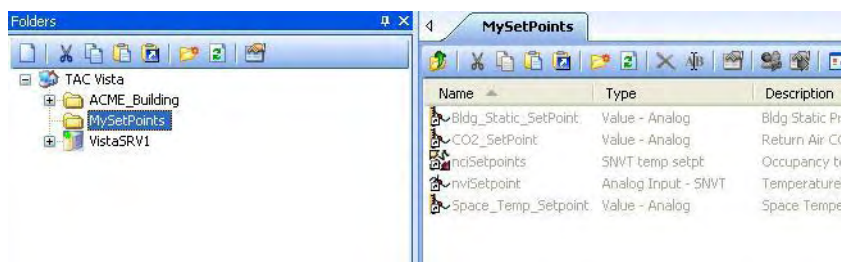 Folders
TAC Vista
ACME_Building
MySetPoints
VistaSRV1
MySetPoints
Name Type Description
Bldg_Static_SetPoint Value - Analog Bldg Static Pr
CO2_SetPoint Value - Analog Return Air CO
nciSetpoints SNVT temp setpt Occupancy te
nviSetpoint Analog Input - SNVT Temperature
Space_Temp_Setpoint Value - Analog Space Tempe